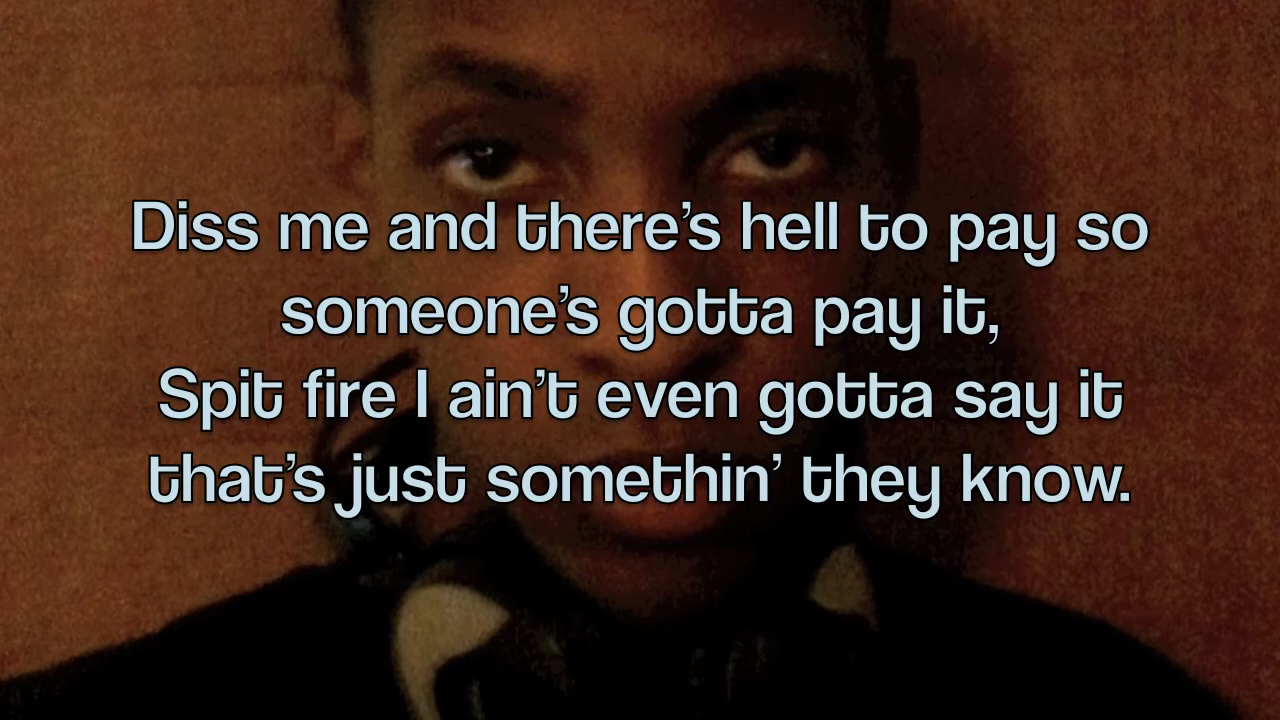 Diss me and there’s hell to pay so
someone’s gotta pay it,
Spit fire I ain’t even gotta say it
that’s just somethin’ they know.